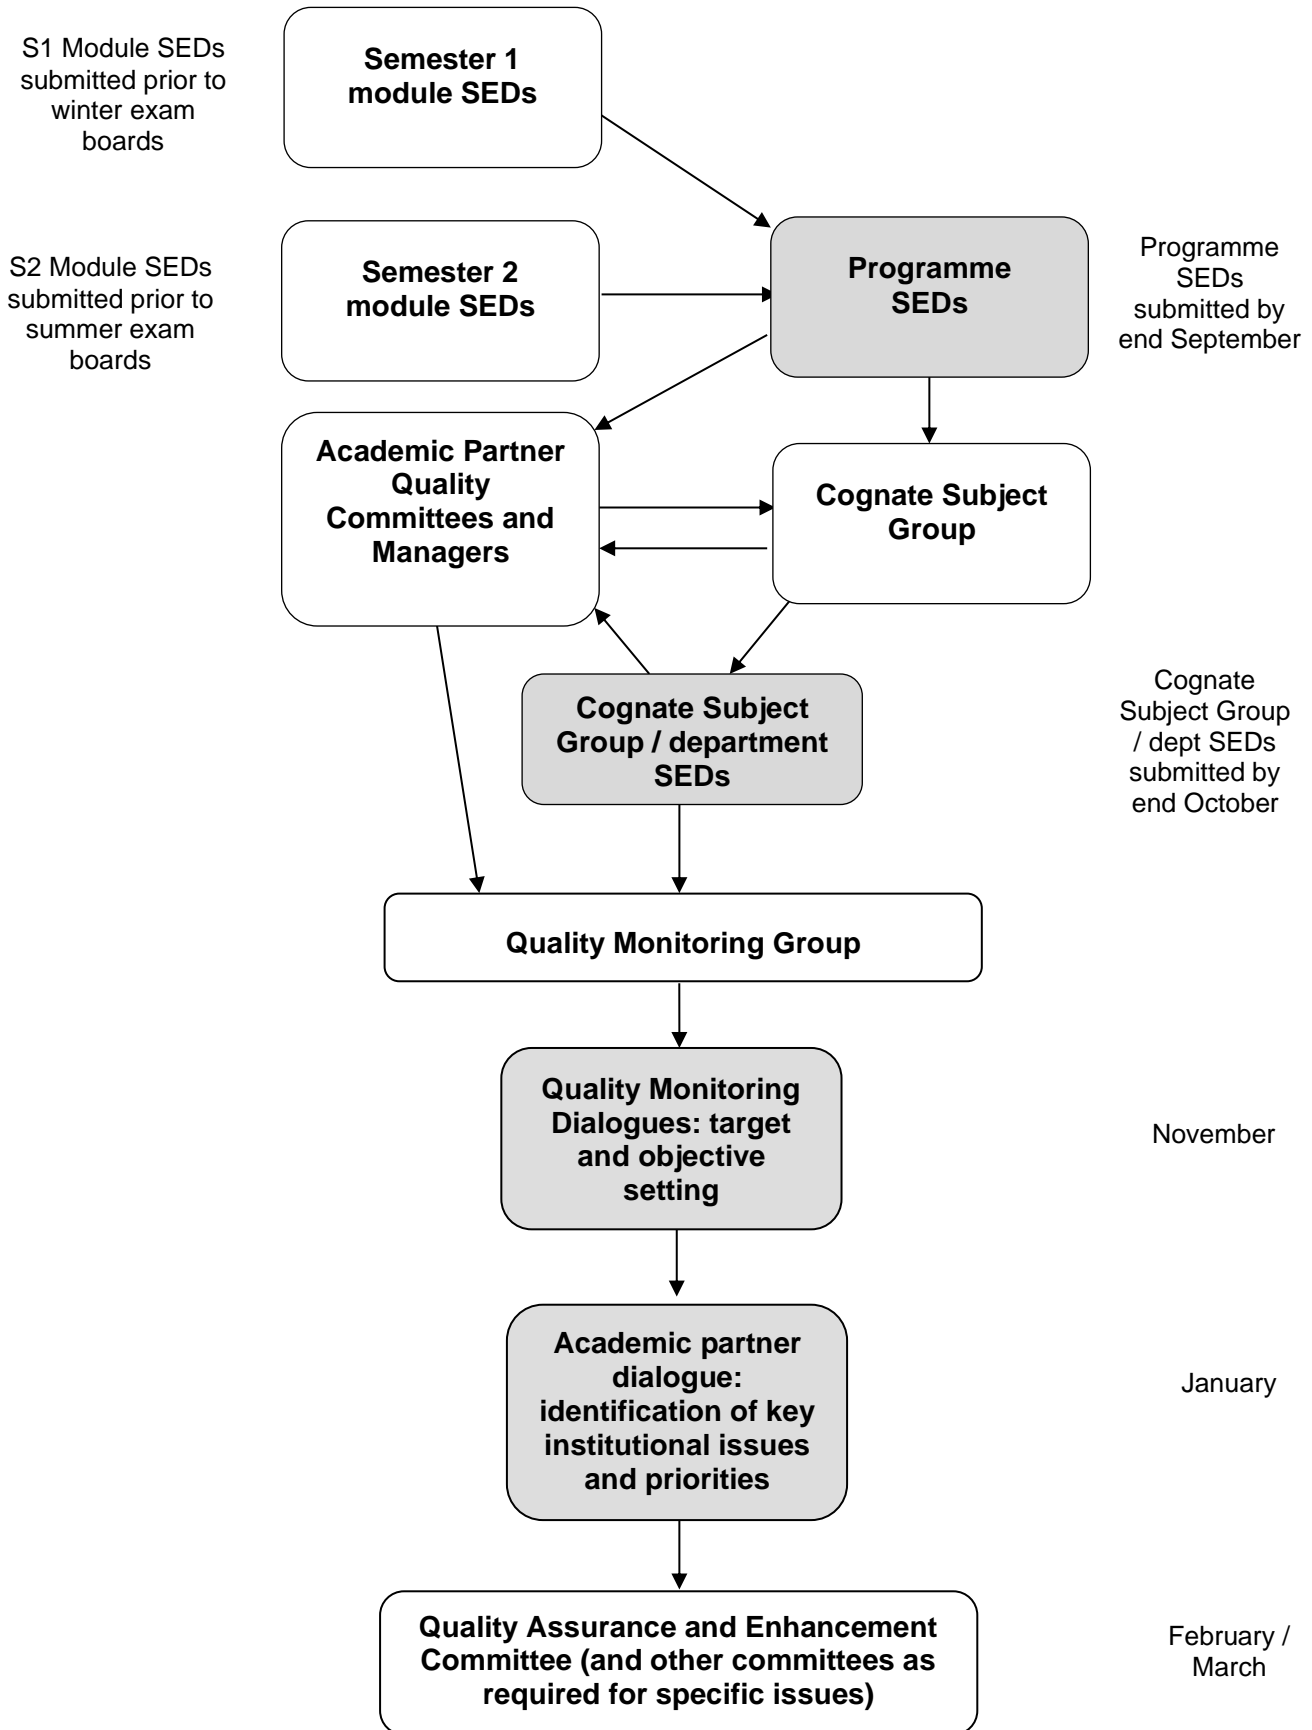 S1 Module SEDs
submitted prior to
winter exam
boards
Semester 1
module SEDs
S2 Module SEDs
submitted prior to
summer exam
boards
Semester 2
module SEDs
Programme
SEDs
Programme
SEDs
submitted by
end September
Academic Partner
Quality
Committees and
Managers
Cognate Subject
Group
Cognate Subject
Group / department
SEDs
Cognate
Subject Group
/ dept SEDs
submitted by
end October
Quality Monitoring Group
Quality Monitoring
Dialogues: target
and objective
setting
November
Academic partner
dialogue:
identification of key
institutional issues
and priorities
January
Quality Assurance and Enhancement
Committee (and other committees as
required for specific issues)
February /
March